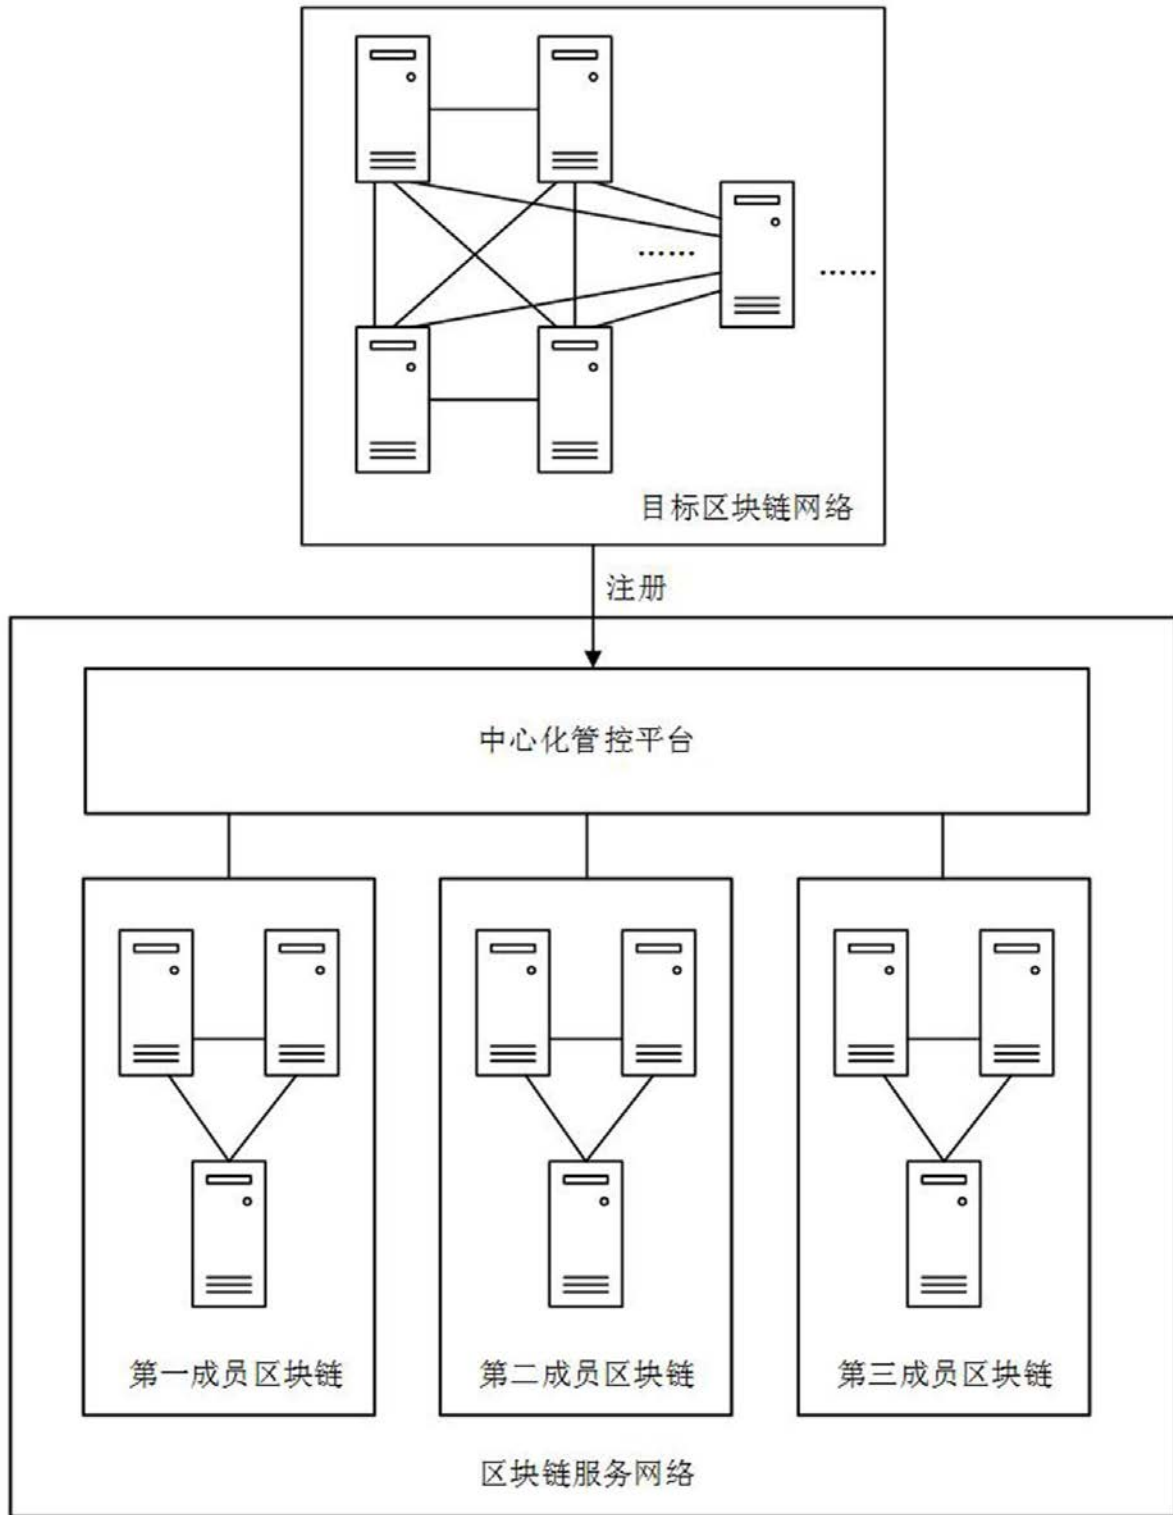 ……
……
目标区块链网络
注册
中心化管控平台
第一成员区块链
第二成员区块链
第三成员区块链
区块链服务网络